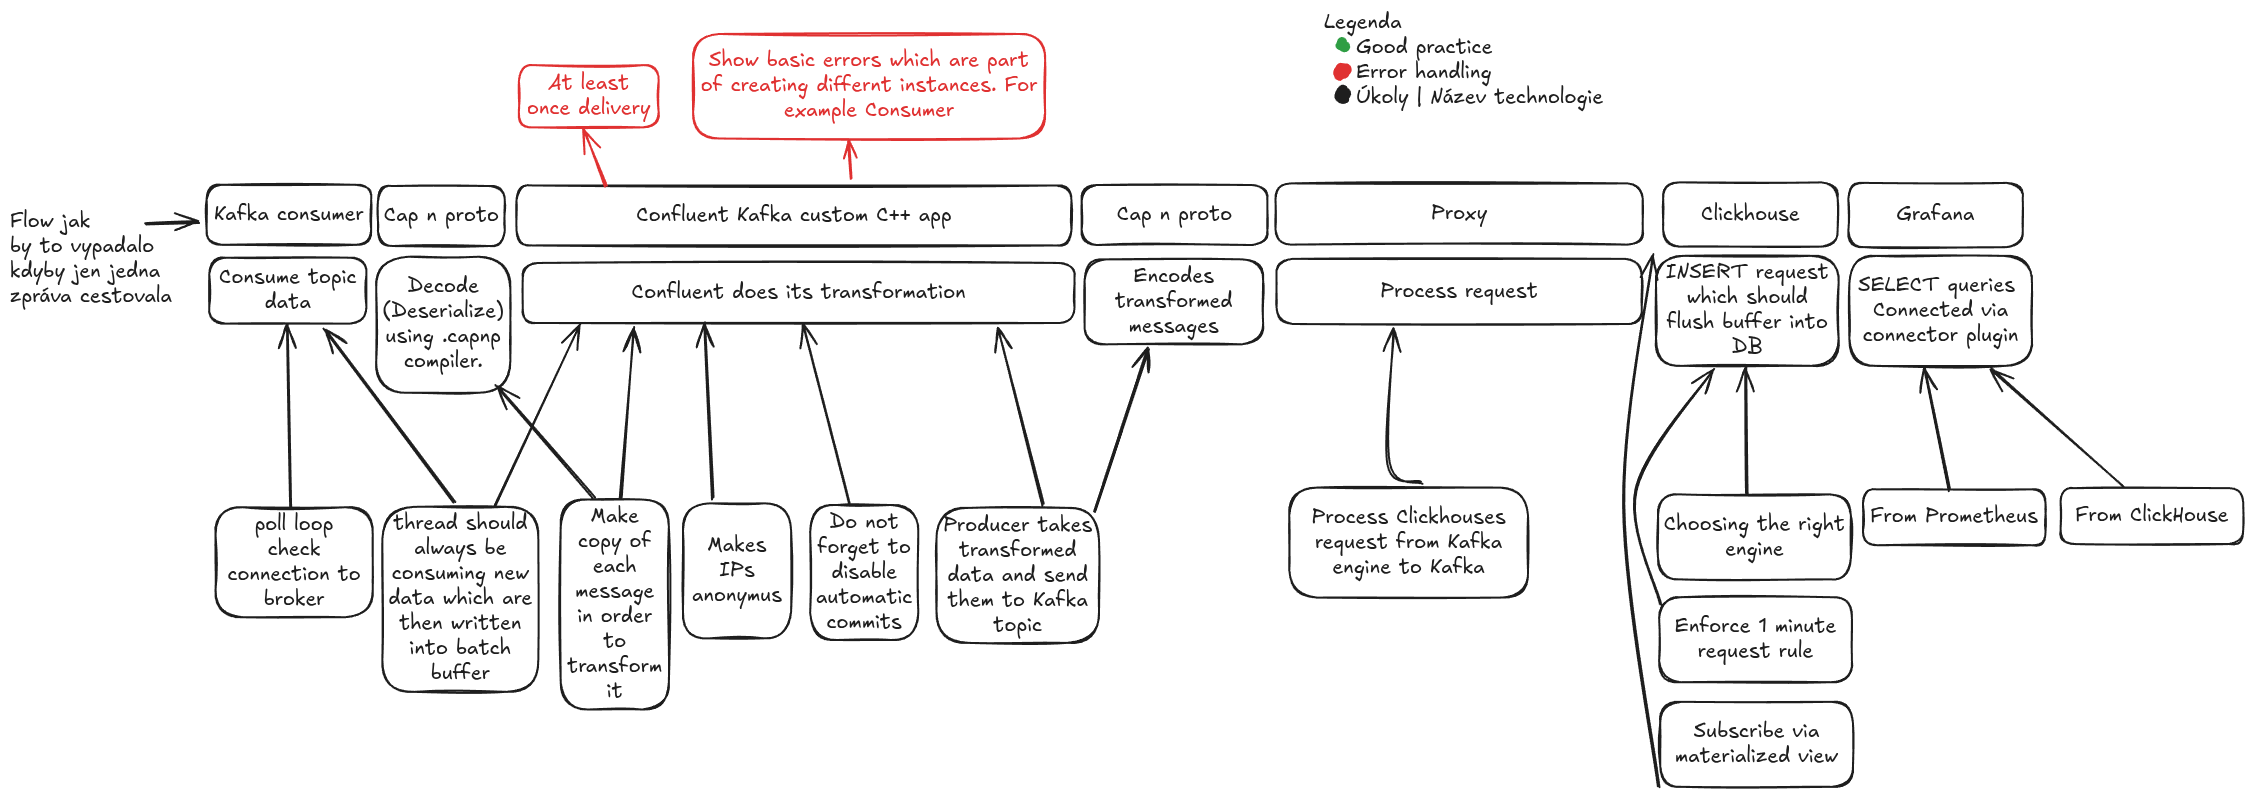 Legenda
Good practice
Error handling
Úkoly | Název technologie
At least
once delivery
Show basic errors which are part
of creating differnt instances. For
example Consumer
Flow jak
by to vypadalo
kdyby jen jedna
zpráva cestovala
Kafka consumer
Cap n proto
Confluent Kafka custom C++ app
Cap n proto
Proxy
Clickhouse
Grafana
Consume topic
data
Decode
(Deserialize)
using .capnp
compiler.
Confluent does its transformation
Encodes
transformed
messages
Process request
INSERT request
which should
flush buffer into
DB
SELECT queries
Connected via
connector plugin
poll loop
check
connection to
broker
thread should
always be
consuming new
data which are
then written
into batch
buffer
Make
copy of
each
message
in order
to
transform
it
Makes
IPs
anonymus
Do not
forget to
disable
automatic
commits
Producer takes
transformed
data and send
them to Kafka
topic
Process Clickhouses
request from Kafka
engine to Kafka
Choosing the right
engine
From Prometheus
From ClickHouse
Enforce 1 minute
request rule
Subscribe via
materialized view